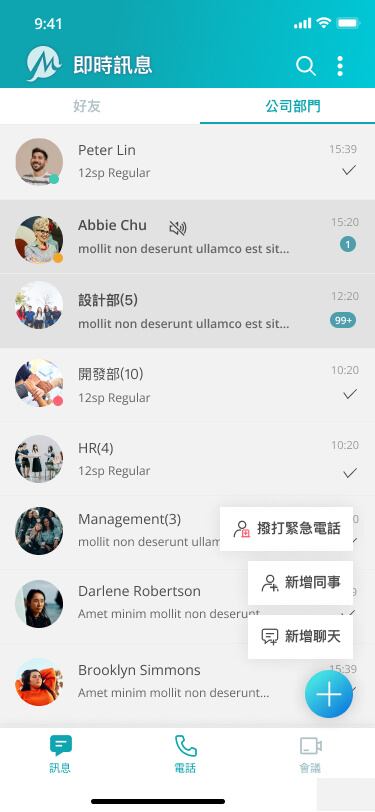 9:41
即時訊息
好友
公司部門
Peter Lin
15:39
12sp Regular
Abbie Chu
15:20
mollit non deserunt ullamco est sit...
1
設計部(5)
12:20
mollit non deserunt ullamco est sit...
99+
開發部(10)
10:20
12sp Regular
HR(4)
10:20
12sp Regular
Management(3)
撥打緊急電話
mollit non deserunt ullam
新增同事
Darlene Robertson
Amet minim mollit non deserunt
新增聊天
Brooklyn Simmons
15:39
Amet minim mollit non deserunt...
訊息
電話
會議